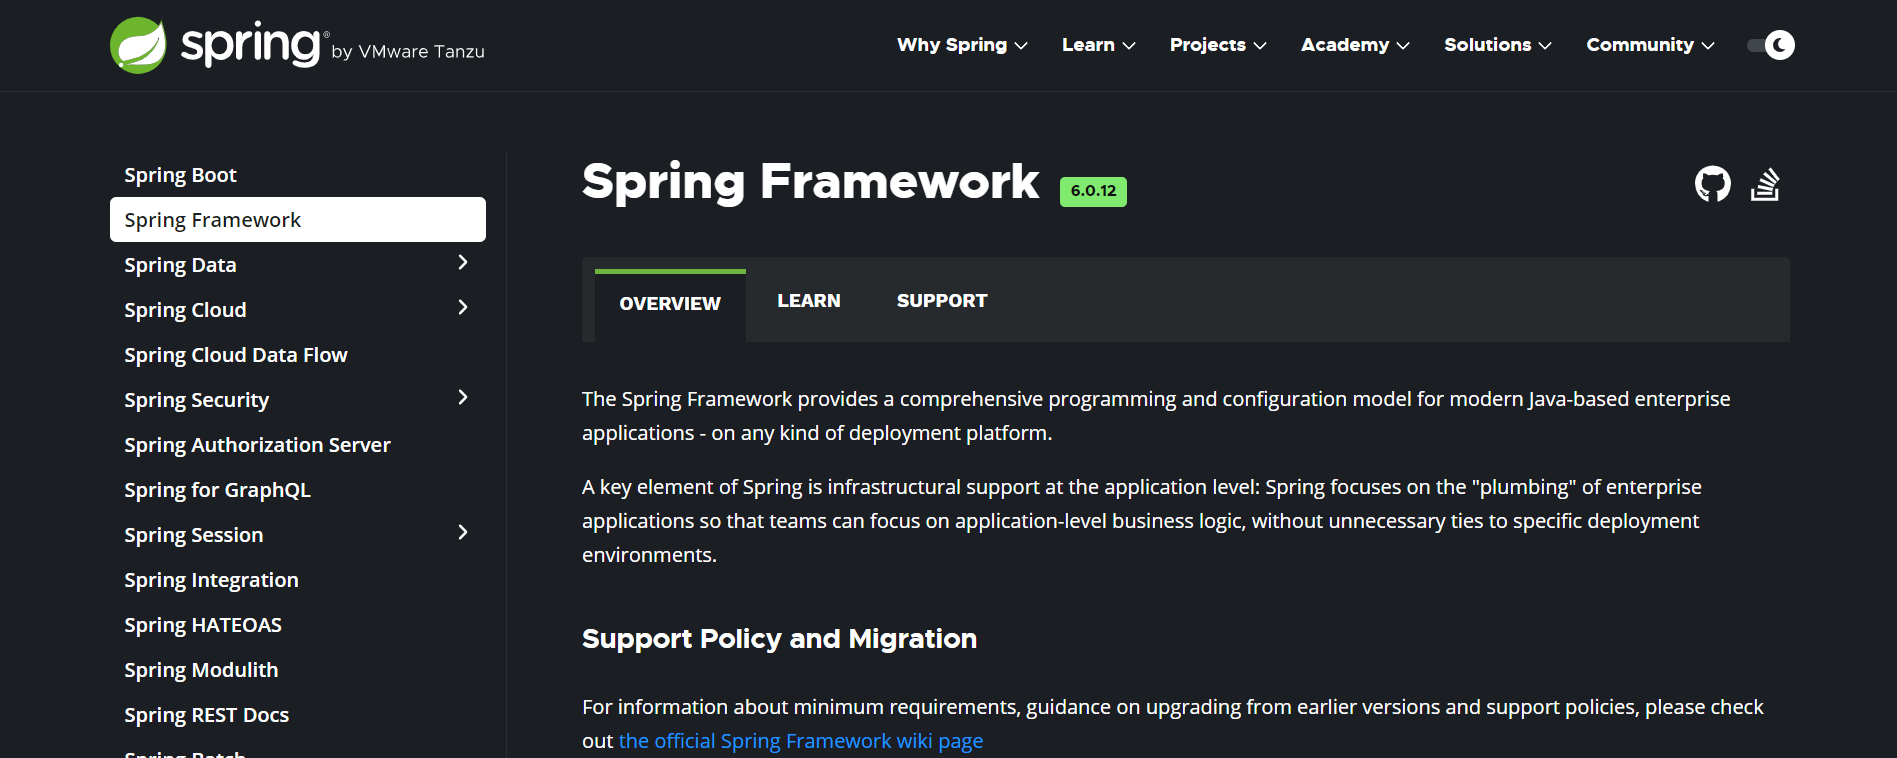 spring® by VMware Tanzu
Why Spring
Learn
Projects
Academy
Solutions
Community
Spring Boot
Spring Framework
Spring Data
Spring Cloud
Spring Cloud Data Flow
Spring Security
Spring Authorization Server
Spring for GraphQL
Spring Session
Spring Integration
Spring HATEOAS
Spring Modulith
Spring REST Docs
Spring Batch
Spring Framework 6.0.12
OVERVIEW
LEARN
SUPPORT
The Spring Framework provides a comprehensive programming and configuration model for modern Java-based enterprise
applications - on any kind of deployment platform.
A key element of Spring is infrastructural support at the application level: Spring focuses on the "plumbing" of enterprise
applications so that teams can focus on application-level business logic, without unnecessary ties to specific deployment
environments.
Support Policy and Migration
For information about minimum requirements, guidance on upgrading from earlier versions and support policies, please check
out the official Spring Framework wiki page